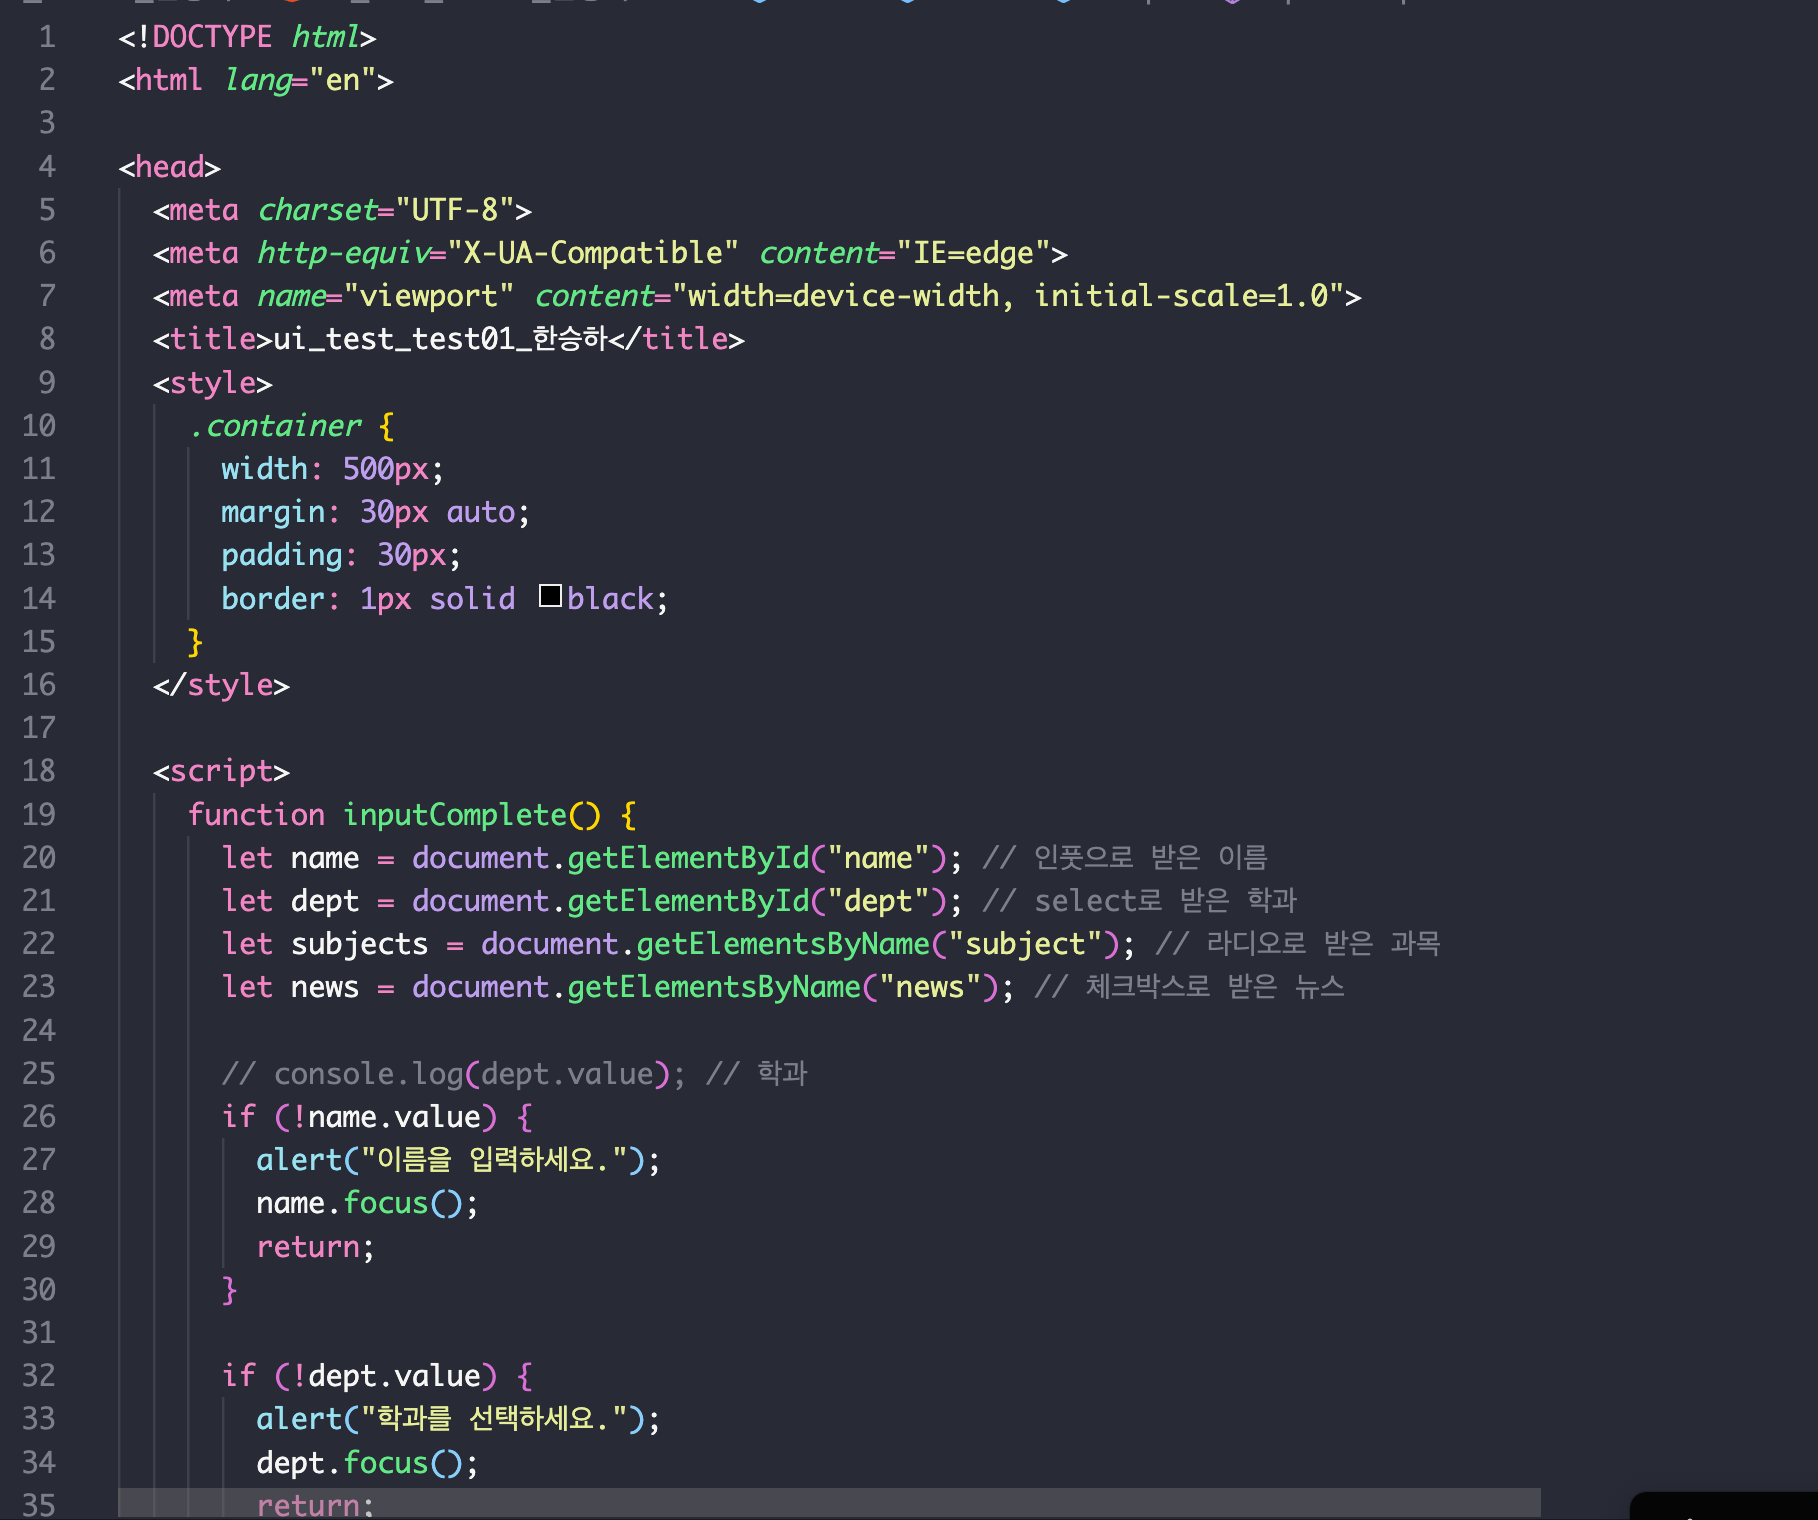 1 <!DOCTYPE html>
2 <html lang="en">
3
4 <head>
5   <meta charset="UTF-8">
6   <meta http-equiv="X-UA-Compatible" content="IE=edge">
7   <meta name="viewport" content="width=device-width, initial-scale=1.0">
8   <title>ui_test_test01_한승하</title>
9   <style>
10     .container {
11       width: 500px;
12       margin: 30px auto;
13       padding: 30px;
14       border: 1px solid black;
15     }
16   </style>
17
18   <script>
19     function inputComplete() {
20       let name = document.getElementById("name"); // 인풋으로 받은 이름
21       let dept = document.getElementById("dept"); // select로 받은 학과
22       let subjects = document.getElementsByName("subject"); // 라디오로 받은 과목
23       let news = document.getElementsByName("news"); // 체크박스로 받은 뉴스
24
25       // console.log(dept.value); // 학과
26       if (!name.value) {
27         alert("이름을 입력하세요.");
28         name.focus();
29         return;
30       }
31
32       if (!dept.value) {
33         alert("학과를 선택하세요.");
34         dept.focus();
35         return;